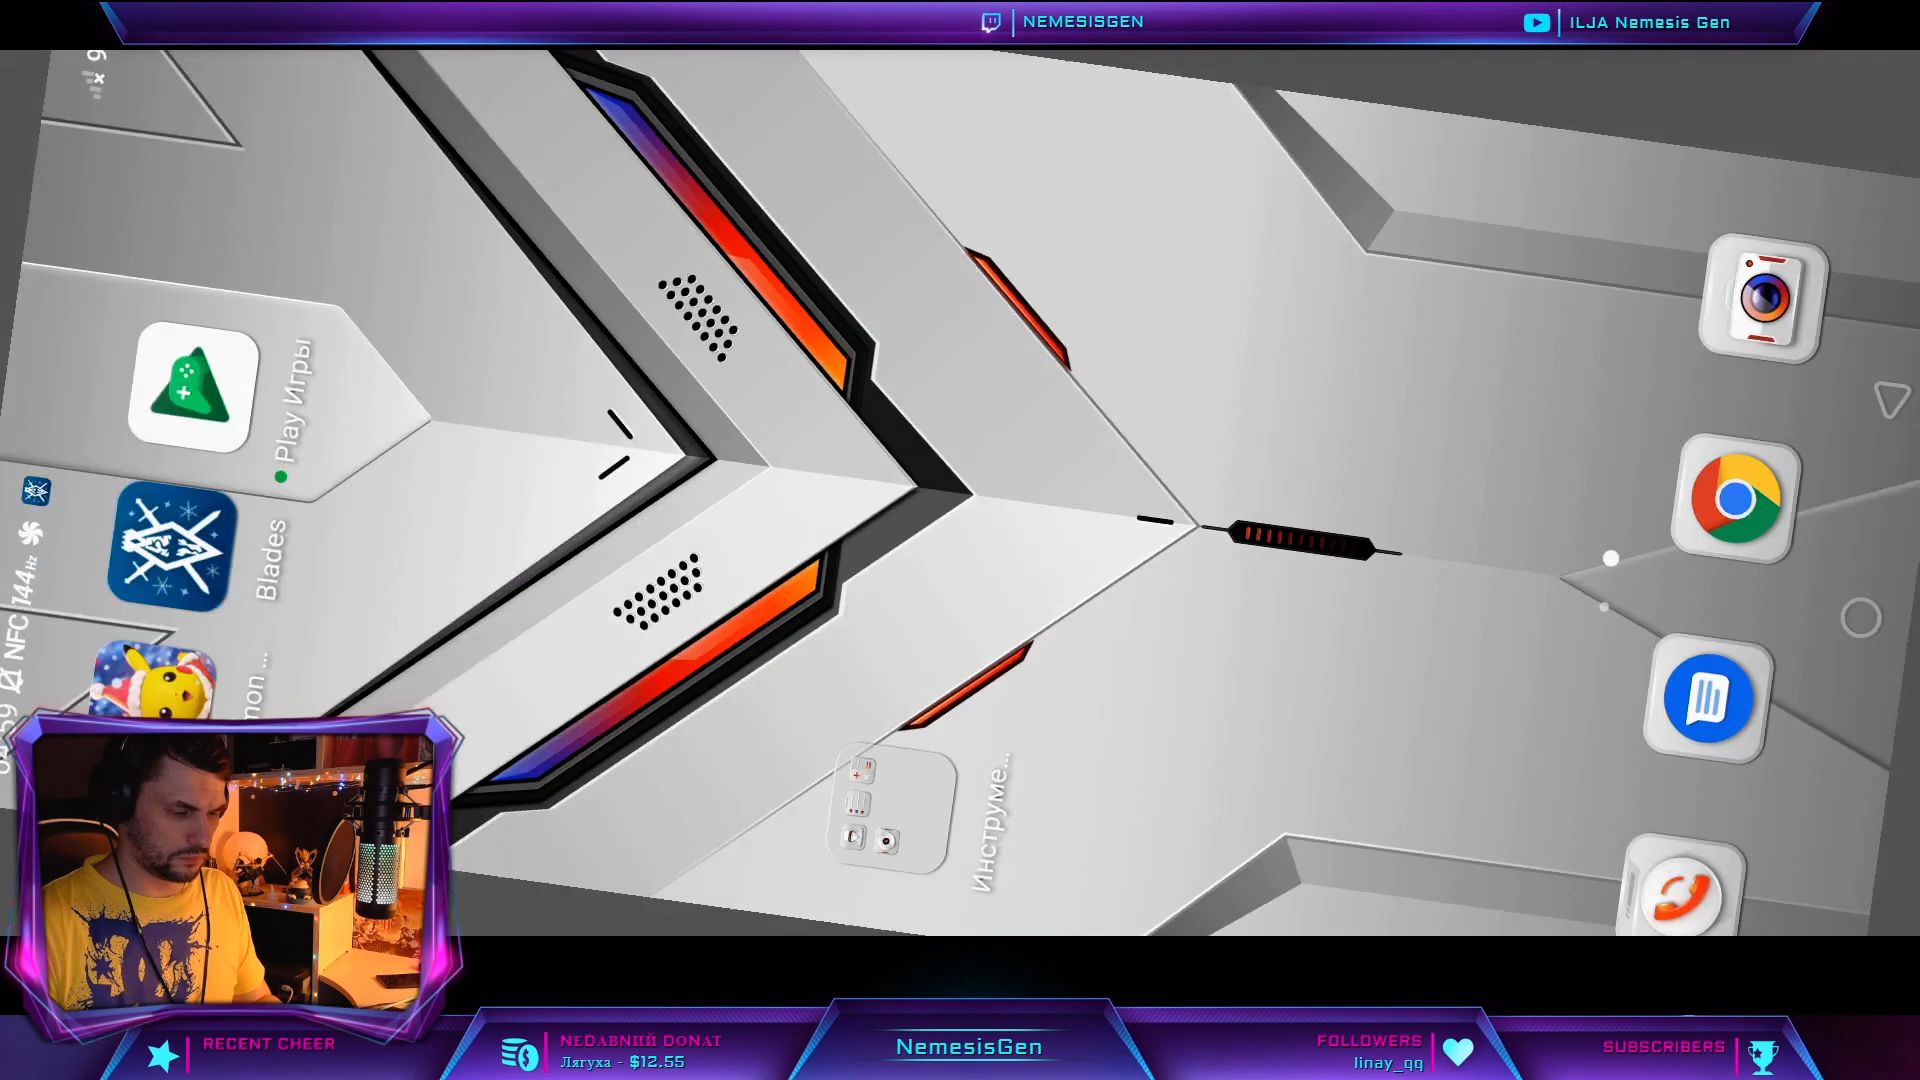 NEMESISGEN
ILJA Nemesis Gen
Play Игры
Blades
NFC 144Hz
Инструме...
RECENT CHEER
NEDАВНИЙ DONAT
Лягуха - $12.55
NemesisGen
FOLLOWERS
linay_qq
SUBSCRIBERS